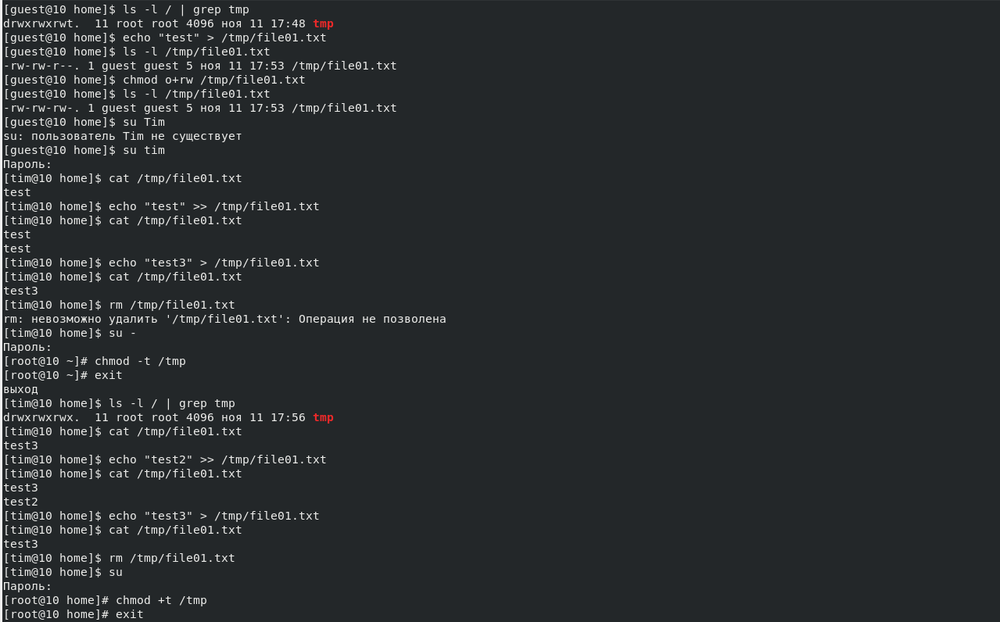 [guest@10 home]$ ls -l / | grep tmp
drwxrwxrwt.  11 root root 4096 ноя 11 17:48 tmp
[guest@10 home]$ echo "test" > /tmp/file01.txt
[guest@10 home]$ ls -l /tmp/file01.txt
-rw-rw-r--. 1 guest guest 5 ноя 11 17:53 /tmp/file01.txt
[guest@10 home]$ chmod o+rw /tmp/file01.txt
[guest@10 home]$ ls -l /tmp/file01.txt
-rw-rw-rw-. 1 guest guest 5 ноя 11 17:53 /tmp/file01.txt
[guest@10 home]$ su Tim
su: пользователь Tim не существует
[guest@10 home]$ su tim
Пароль:
[tim@10 home]$ cat /tmp/file01.txt
test
[tim@10 home]$ echo "test" >> /tmp/file01.txt
[tim@10 home]$ cat /tmp/file01.txt
test
test
[tim@10 home]$ echo "test3" > /tmp/file01.txt
[tim@10 home]$ cat /tmp/file01.txt
test3
[tim@10 home]$ rm /tmp/file01.txt
rm: невозможно удалить '/tmp/file01.txt': Операция не позволена
[tim@10 home]$ su -
Пароль:
[root@10 ~]# chmod -t /tmp
[root@10 ~]# exit
выход
[tim@10 home]$ ls -l / | grep tmp
drwxrwxrwx.  11 root root 4096 ноя 11 17:56 tmp
[tim@10 home]$ cat /tmp/file01.txt
test3
[tim@10 home]$ echo "test2" >> /tmp/file01.txt
[tim@10 home]$ cat /tmp/file01.txt
test3
test2
[tim@10 home]$ echo "test3" > /tmp/file01.txt
[tim@10 home]$ cat /tmp/file01.txt
test3
[tim@10 home]$ rm /tmp/file01.txt
[tim@10 home]$ su
Пароль:
[root@10 home]# chmod +t /tmp
[root@10 home]# exit